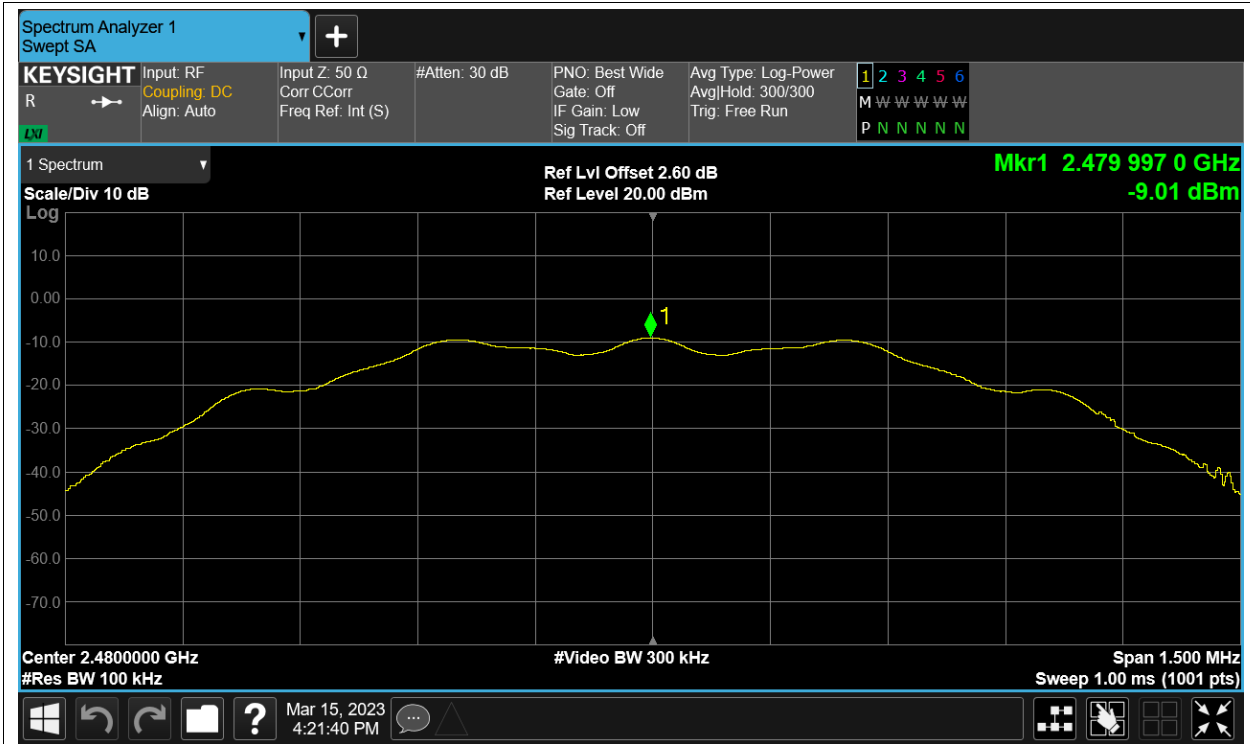 Spectrum Analyzer 1
Swept SA
KEYSIGHT
R
LXI
Input: RF
Coupling: DC
Align: Auto
Input Z: 50 Ω
Corr CCorr
Freq Ref: Int (S)
#Atten: 30 dB
PNO: Best Wide
Gate: Off
IF Gain: Low
Sig Track: Off
Avg Type: Log-Power
Avg|Hold: 300/300
Trig: Free Run
1 2 3 4 5 6
M W W W W W
P N N N N N
1 Spectrum
Scale/Div 10 dB
Log
Ref Lvl Offset 2.60 dB
Ref Level 20.00 dBm
Mkr1 2.479 997 0 GHz
-9.01 dBm
10.0
0.00
1
-10.0
-20.0
-30.0
-40.0
-50.0
-60.0
-70.0
Center 2.4800000 GHz
#Res BW 100 kHz
#Video BW 300 kHz
Span 1.500 MHz
Sweep 1.00 ms (1001 pts)
?
Mar 15, 2023
4:21:40 PM